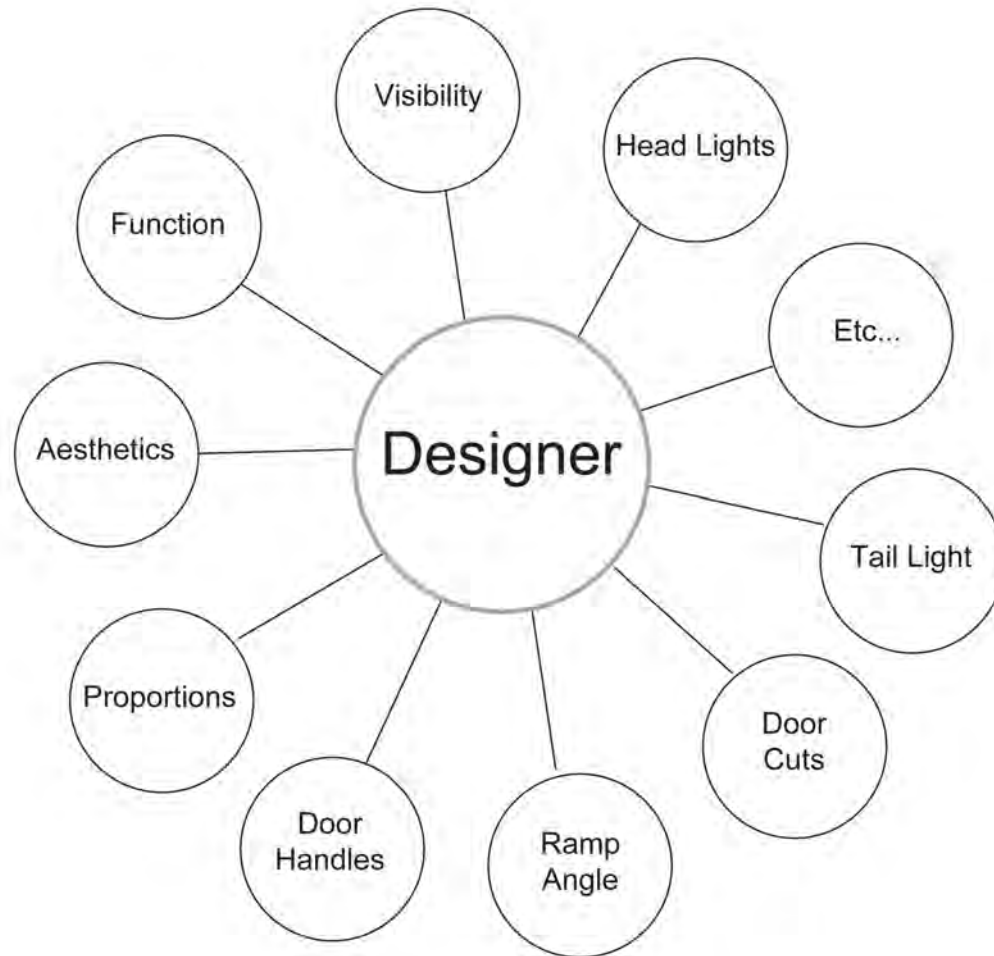 Visibility
Head Lights
Function
Etc...
Designer
Aesthetics
Tail Light
Proportions
Door
Cuts
Door
Handles
Ramp
Angle